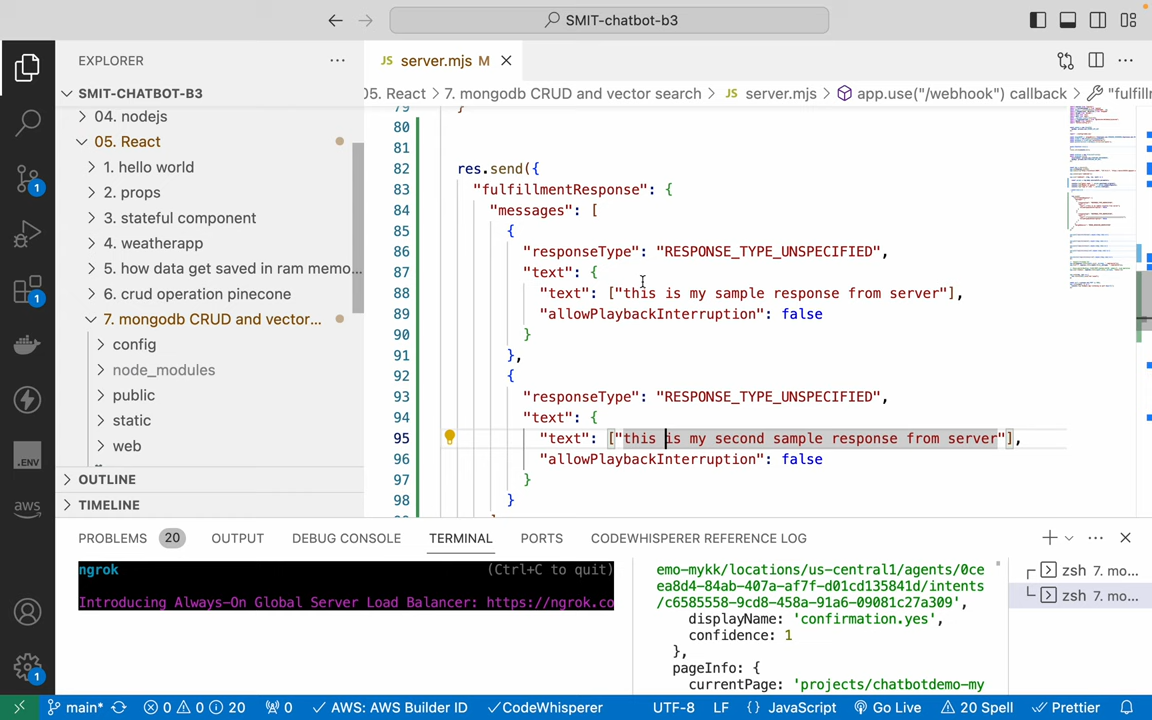 SMIT-chatbot-b3
EXPLORER
server.mjs M
SMIT-CHATBOT-B3
05. React > 7. mongodb CRUD and vector search > JS server.mjs > app.use("/webhook") callback > "fulfill
04. nodejs
05. React
1. hello world
2. props
3. stateful component
4. weatherapp
5. how data get saved in ram memo...
6. crud operation pinecone
7. mongodb CRUD and vector...
config
node_modules
public
static
web
OUTLINE
TIMELINE
79 }
80
81
82 res.send({
83 "fulfillmentResponse": {
84 "messages": [
85 {
86 "responseType": "RESPONSE_TYPE_UNSPECIFIED",
87 "text": {
88 "text": ["this is my sample response from server"],
89 "allowPlaybackInterruption": false
90 }
91 },
92 {
93 "responseType": "RESPONSE_TYPE_UNSPECIFIED",
94 "text": {
95 "text": ["this is my second sample response from server"],
96 "allowPlaybackInterruption": false
97 }
98 }
PROBLEMS 20 OUTPUT DEBUG CONSOLE TERMINAL PORTS CODEWHISPERER REFERENCE LOG
ngrok (Ctrl+C to quit)
Introducing Always-On Global Server Load Balancer: https://ngrok.co
emo-mykk/locations/us-central1/agents/0ce
ea8d4-84ab-407a-af7f-d01cd135841d/intents
/c6585558-9cd8-458a-91a6-09081c27a309',
displayName: 'confirmation.yes',
confidence: 1
},
pageInfo: {
currentPage: 'projects/chatbotdemo-my
zsh 7. mo...
zsh 7. mo...
1
1
.ENV
aws
1
main* 0 0 20 0 AWS: AWS Builder ID CodeWhisperer UTF-8 LF {} JavaScript Go Live 20 Spell Prettier